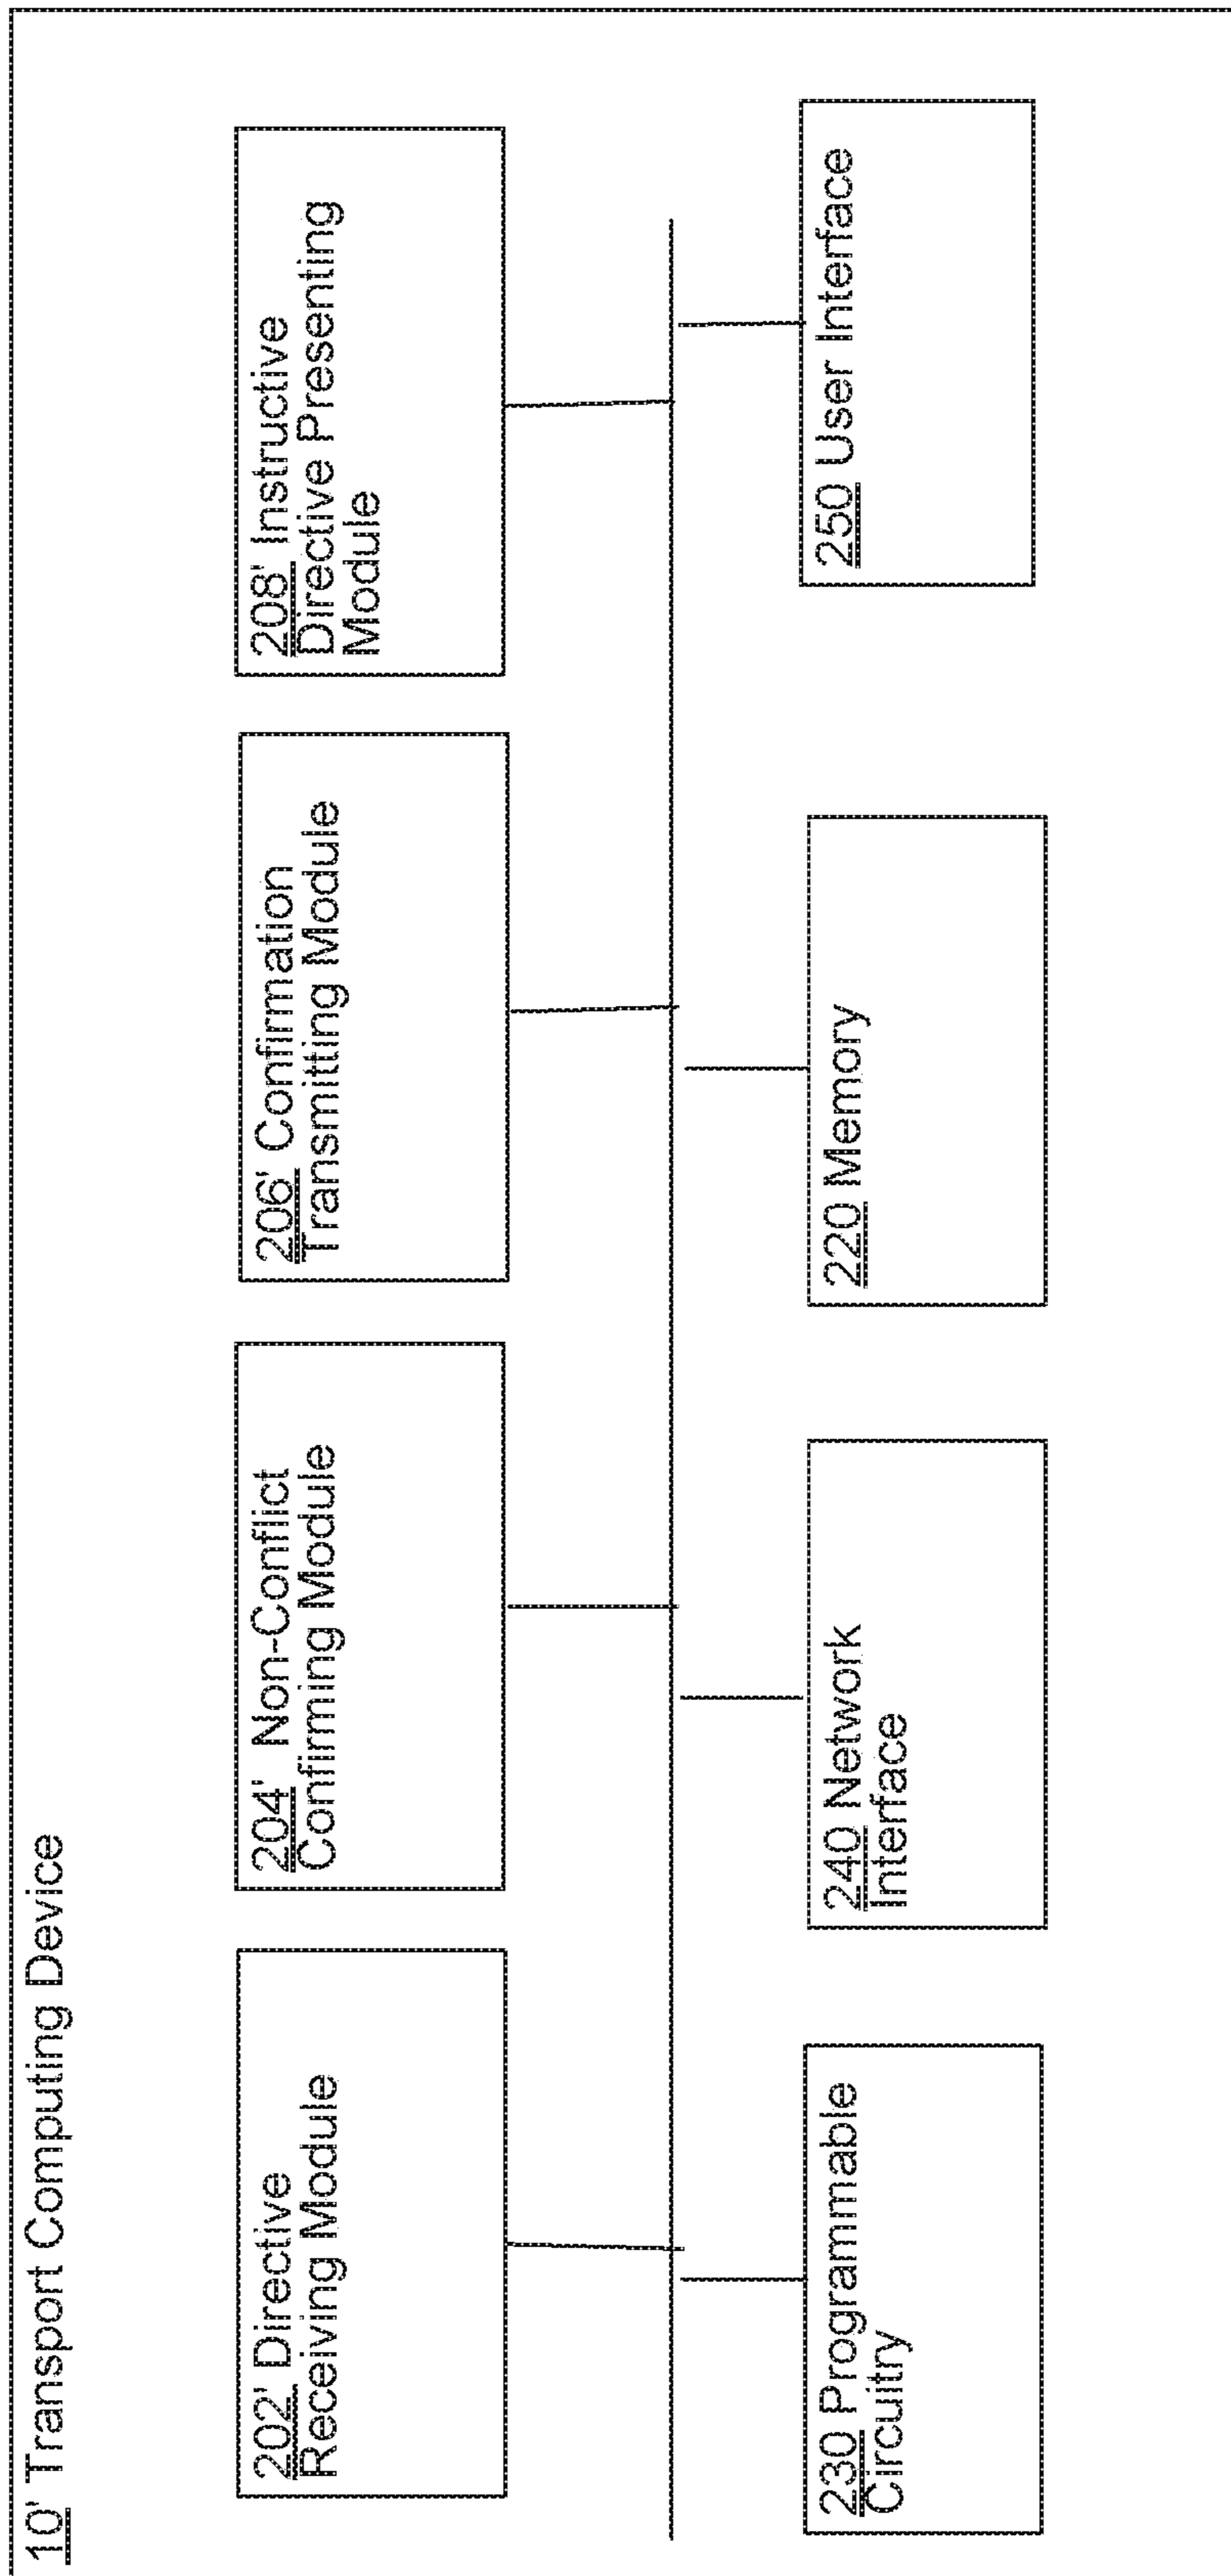 10' Transport Computing Device
202' Directive
Receiving Module
204' Non-Conflict
Confirming Module
206' Confirmation
Transmitting Module
208' Instructive
Directive Presenting
Module
230 Programmable
Circuitry
240 Network
Interface
220 Memory
250 User Interface